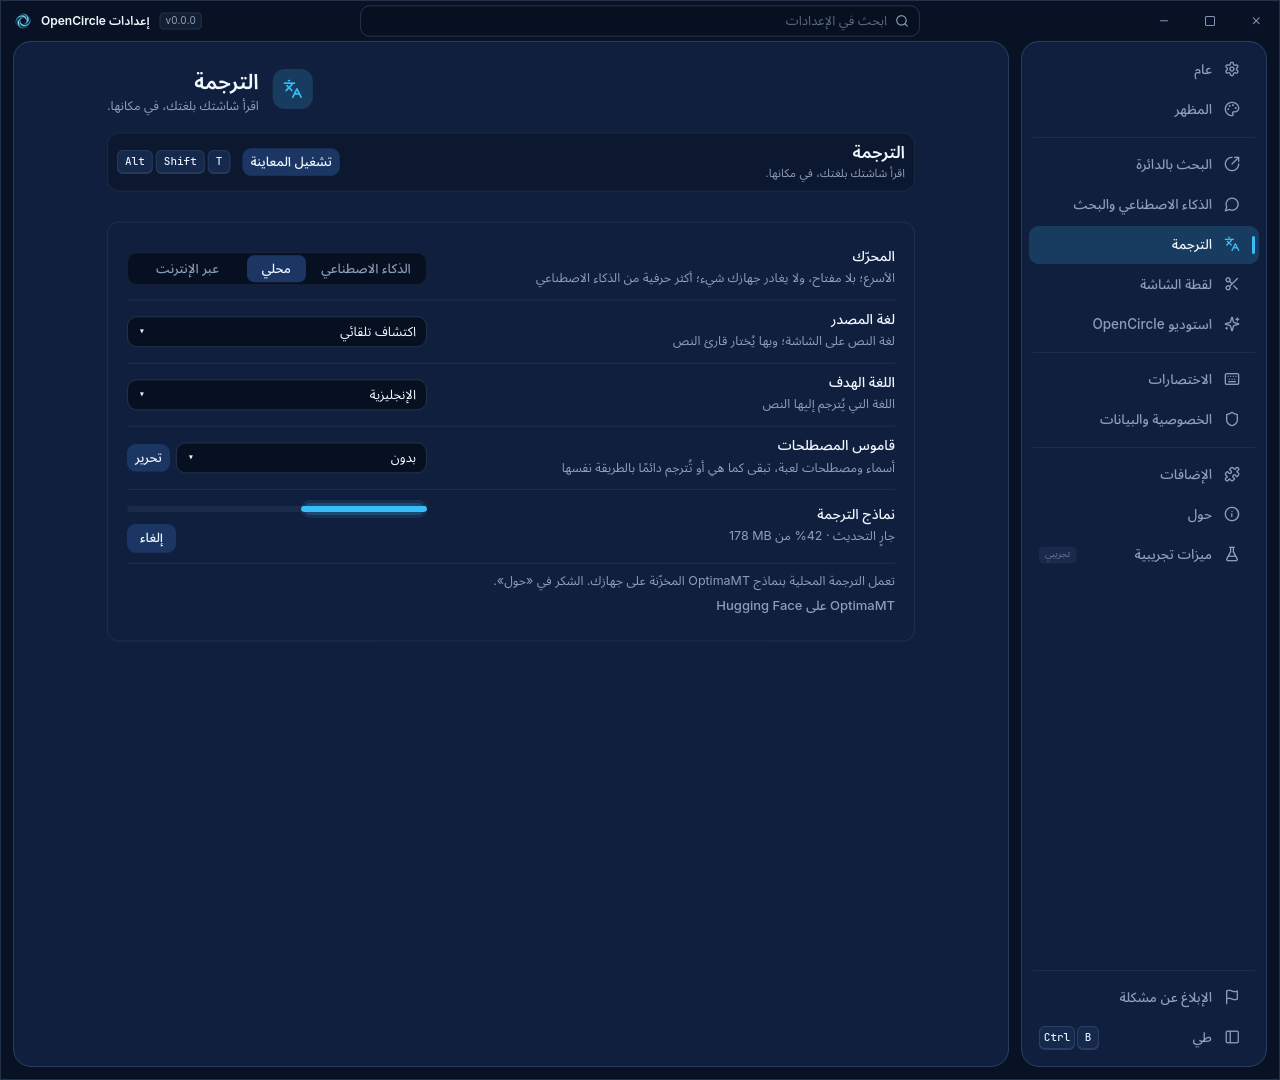 إعدادات OpenCircle
v0.0.0
ابحث في الإعدادات
عام
المظهر
البحث بالدائرة
الذكاء الاصطناعي والبحث
الترجمة
لقطة الشاشة
استوديو OpenCircle
الاختصارات
الخصوصية والبيانات
الإضافات
حول
ميزات تجريبية
تجريبي
الإبلاغ عن مشكلة
طي
Ctrl B
الترجمة
اقرأ شاشتك بلغتك، في مكانها.
الترجمة
اقرأ شاشتك بلغتك، في مكانها.
تشغيل المعاينة
Alt Shift T
المحرّك
الأسرع؛ بلا مفتاح، ولا يغادر جهازك شيء؛ أكثر حرفية من الذكاء الاصطناعي
الذكاء الاصطناعي
محلي
عبر الإنترنت
لغة المصدر
لغة النص على الشاشة؛ وبها يُختار قارئ النص
اكتشاف تلقائي
اللغة الهدف
اللغة التي يُترجم إليها النص
الإنجليزية
قاموس المصطلحات
أسماء ومصطلحات لعبة، تبقى كما هي أو تُترجم دائمًا بالطريقة نفسها
بدون
تحرير
نماذج الترجمة
جارٍ التحديث · 42% من 178 MB
إلغاء
تعمل الترجمة المحلية بنماذج OptimaMT المخزّنة على جهازك. الشكر في «حول».
OptimaMT على Hugging Face